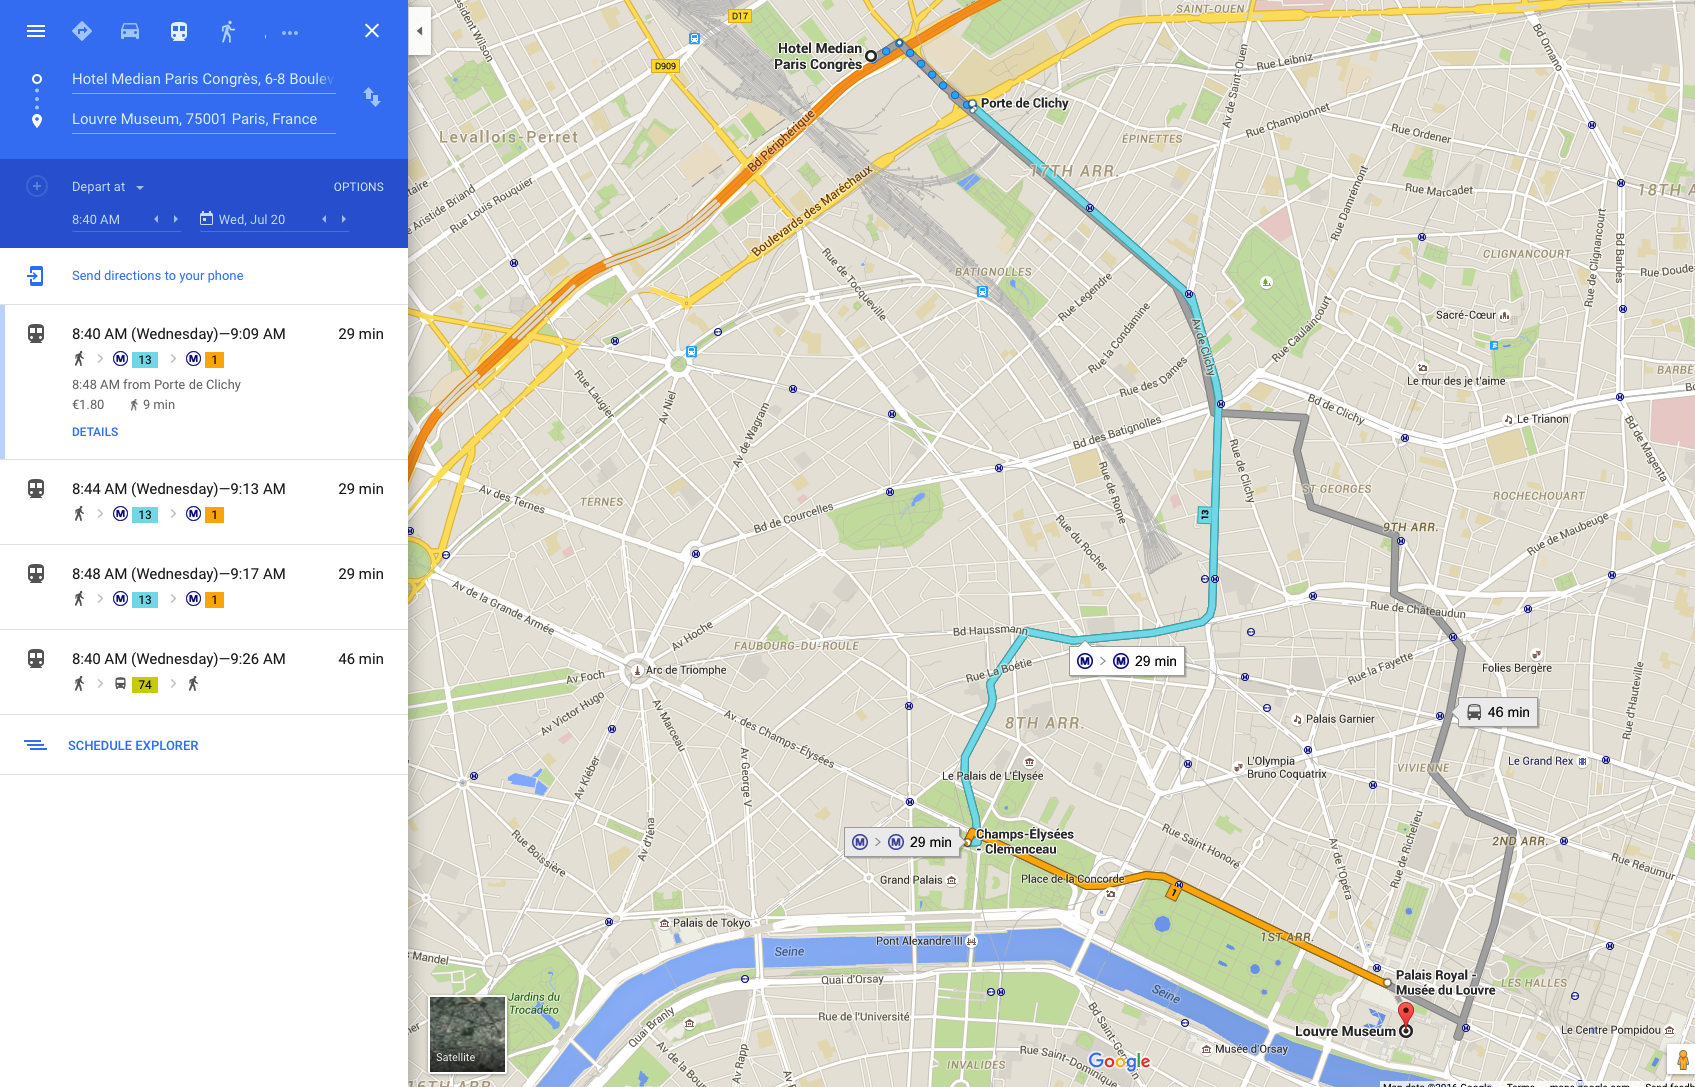 Hotel Median Paris Congrès, 6-8 Boulev
Louvre Museum, 75001 Paris, France
Depart at
OPTIONS
8:40 AM
Wed, Jul 20
Send directions to your phone
8:40 AM (Wednesday)—9:09 AM 29 min
M 13 M 1
8:48 AM from Porte de Clichy
€1.80 9 min
DETAILS
8:44 AM (Wednesday)—9:13 AM 29 min
M 13 M 1
8:48 AM (Wednesday)—9:17 AM 29 min
M 13 M 1
8:40 AM (Wednesday)—9:26 AM 46 min
74
SCHEDULE EXPLORER
Satellite
D17
SAINT-OUEN
Hotel Median
Paris Congrès
D909
Porte de Clichy
Levallois-Perret
Bd Périphérique
Boulevards des Maréchaux
Rue Louis Rouquier
Aristide Briand
Rue Leibniz
Av de Saint-Ouen
Bd Ornano
Rue Championnet
Rue Ordener
ÉPINETTES
17TH ARR.
Rue Marcadet
18TH A
Rue Damrémont
Rue de Clignancourt
Bd Barbès
CLIGNANCOURT
Rue Doude
BATIGNOLLES
Rue de Tocqueville
Rue Legendre
Rue la Condamine
Rue des Dames
Av de Clichy
Rue Caulaincourt
Sacré-Cœur
Le mur des je t'aime
BARBÈ
Le Trianon
Bd de Clichy
Bd de Magenta
Rue Laugier
Av Niel
Av de Wagram
Bd des Batignolles
Rue de Clichy
Rue de Rome
ST GEORGES
ROCHECHOUART
9TH ARR.
Rue de Maubeuge
Av des Ternes
TERNES
Bd de Courcelles
Rue du Rocher
13
Av de la Grande Armée
Av Hoche
FAUBOURG-DU-ROULE
Bd Haussmann
Rue de Châteaudun
M M 29 min
Rue La Boétie
Rue la Fayette
Folies Bergère
Arc de Triomphe
Av Foch
Av Victor Hugo
Av Marceau
Av des Champs-Élysées
8TH ARR.
Palais Garnier
46 min
Rue d'Hauteville
Av Kléber
Av George V
Le Palais de L'Élysée
L'Olympia
Bruno Coquatrix
VIVIENNE
Le Grand Rex
M M 29 min
Champs-Élysées
- Clemenceau
Rue Saint Honoré
Rue de Richelieu
2ND ARR.
Rue Réaumur
Av d'Iéna
Rue Boissière
Grand Palais
Place de la Concorde
1
Av de l'Opéra
Palais de Tokyo
Pont Alexandre III
1ST ARR.
Mandel
Seine
Quai d'Orsay
Seine
Palais Royal -
Musée du Louvre
LES HALLES
Jardins du
Trocadéro
Quai Branly
Rue de l'Université
Bd Saint-Ger
Louvre Museum
Le Centre Pompidou
Av Rapp
INVALIDES
Rue Saint-Dominique
Musée d'Orsay
Google
16TH ARR.